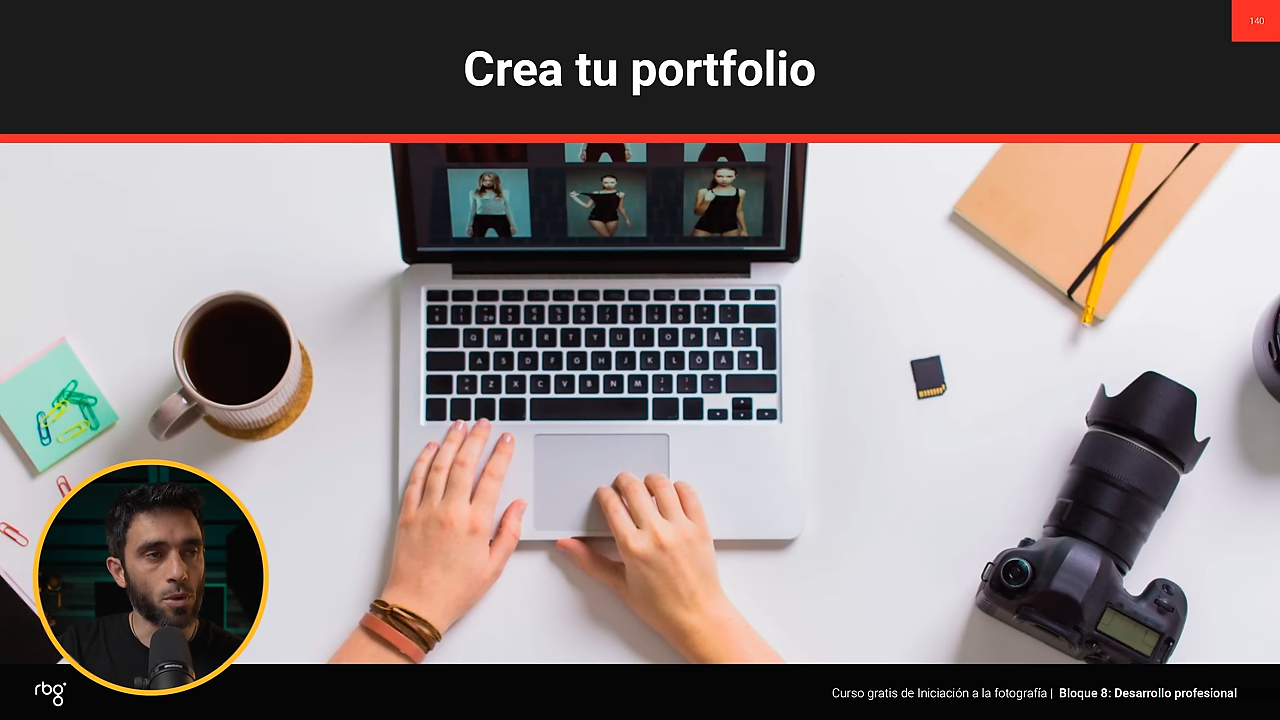 140
Crea tu portfolio
Q W E R T Y U I O P Å
A S D F G H J K L Ö Ä
Z X C V B N M
rbg
Curso gratis de Iniciación a la fotografía | Bloque 8: Desarrollo profesional